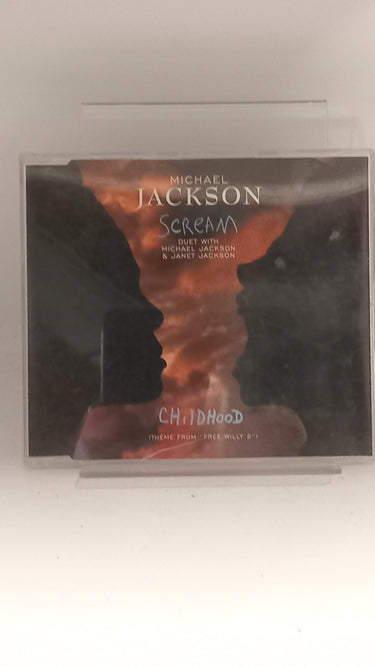 MICHAEL
JACKSON
SCREAM
DUET WITH
MICHAEL JACKSON
& JANET JACKSON
CHilDHOOD
(THEME FROM "FREE WILLY 2")